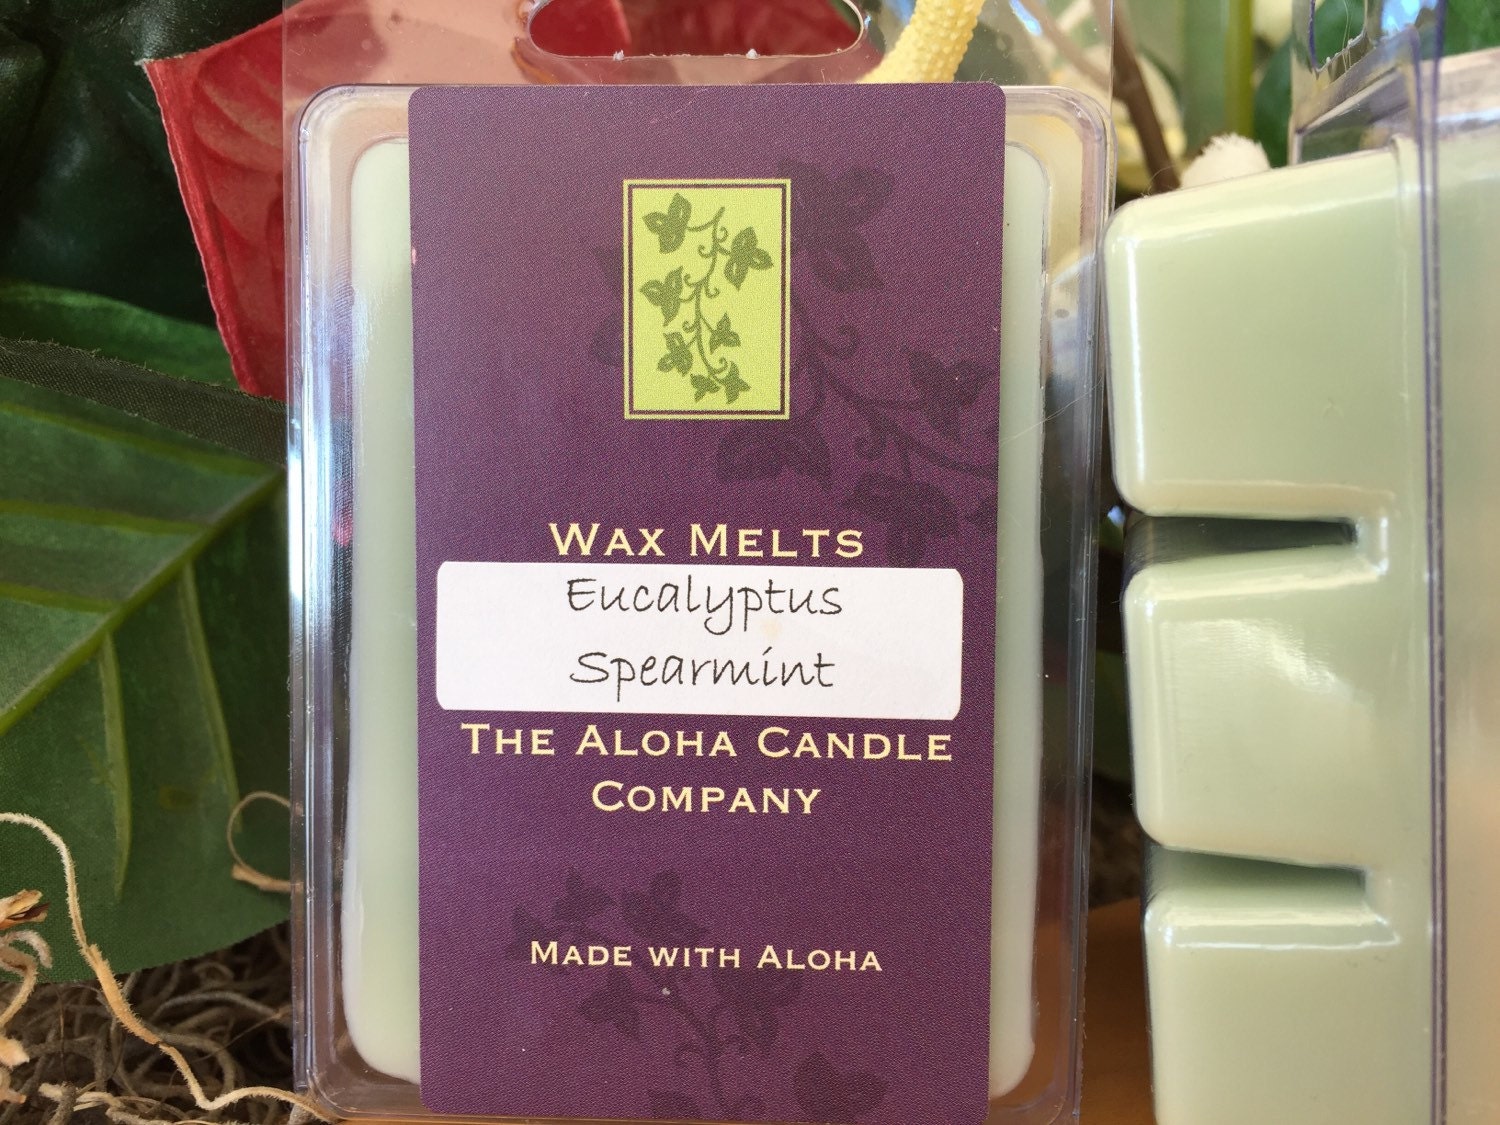 Wax Melts
Eucalyptus
Spearmint
The Aloha Candle
Company
Made with Aloha